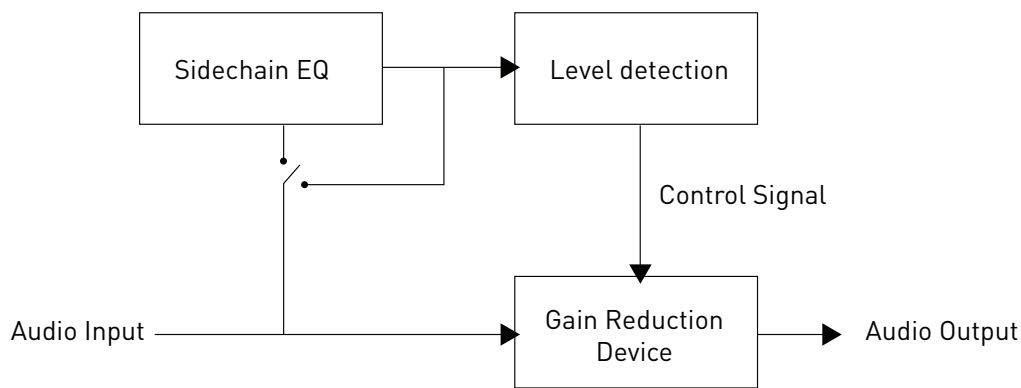 Sidechain EQ
Level detection
Control Signal
Audio Input
Gain Reduction
Device
Audio Output